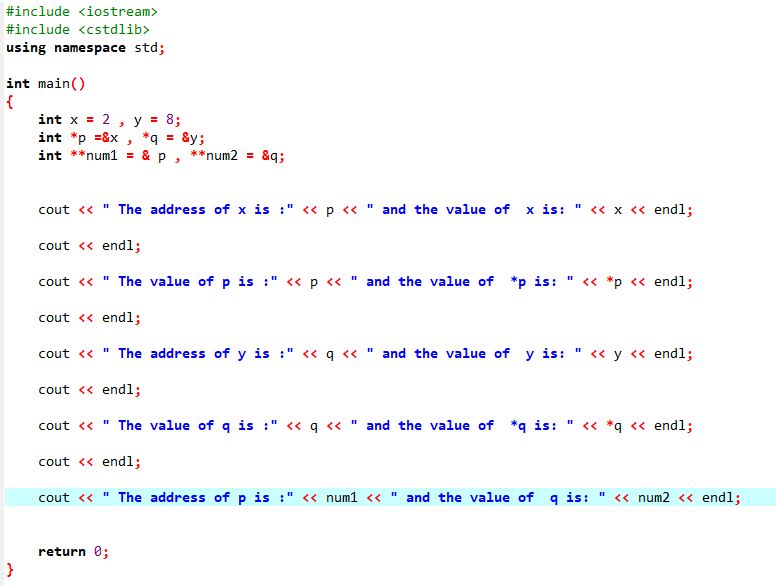 #include <iostream>
#include <cstdlib>
using namespace std;
int main()
{
int x = 2 , y = 8;
int *p =&x , *q = &y;
int **num1 = & p , **num2 = &q;
cout << " The address of x is :" << p << " and the value of  x is: " << x << endl;
cout << endl;
cout << " The value of p is :" << p << " and the value of  *p is: " << *p << endl;
cout << endl;
cout << " The address of y is :" << q << " and the value of  y is: " << y << endl;
cout << endl;
cout << " The value of q is :" << q << " and the value of  *q is: " << *q << endl;
cout << endl;
cout << " The address of p is :" << num1 << " and the value of  q is: " << num2 << endl;
return 0;
}